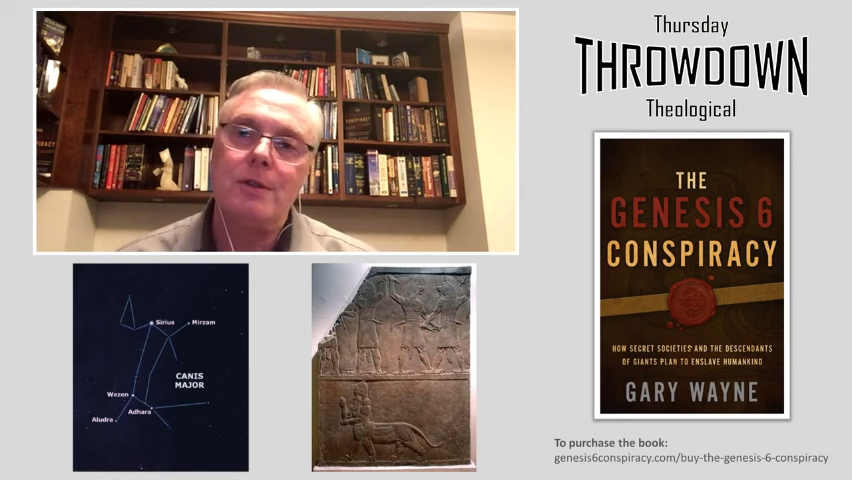 Thursday
THROWDOWN
Theological
THE
GENESIS 6
CONSPIRACY
HOW SECRET SOCIETIES AND THE DESCENDANTS
OF GIANTS PLAN TO ENSLAVE HUMANKIND
GARY WAYNE
To purchase the book:
genesis6conspiracy.com/buy-the-genesis-6-conspiracy
Sirius
Mirzam
CANIS
MAJOR
Wezen
Adhara
Aludra